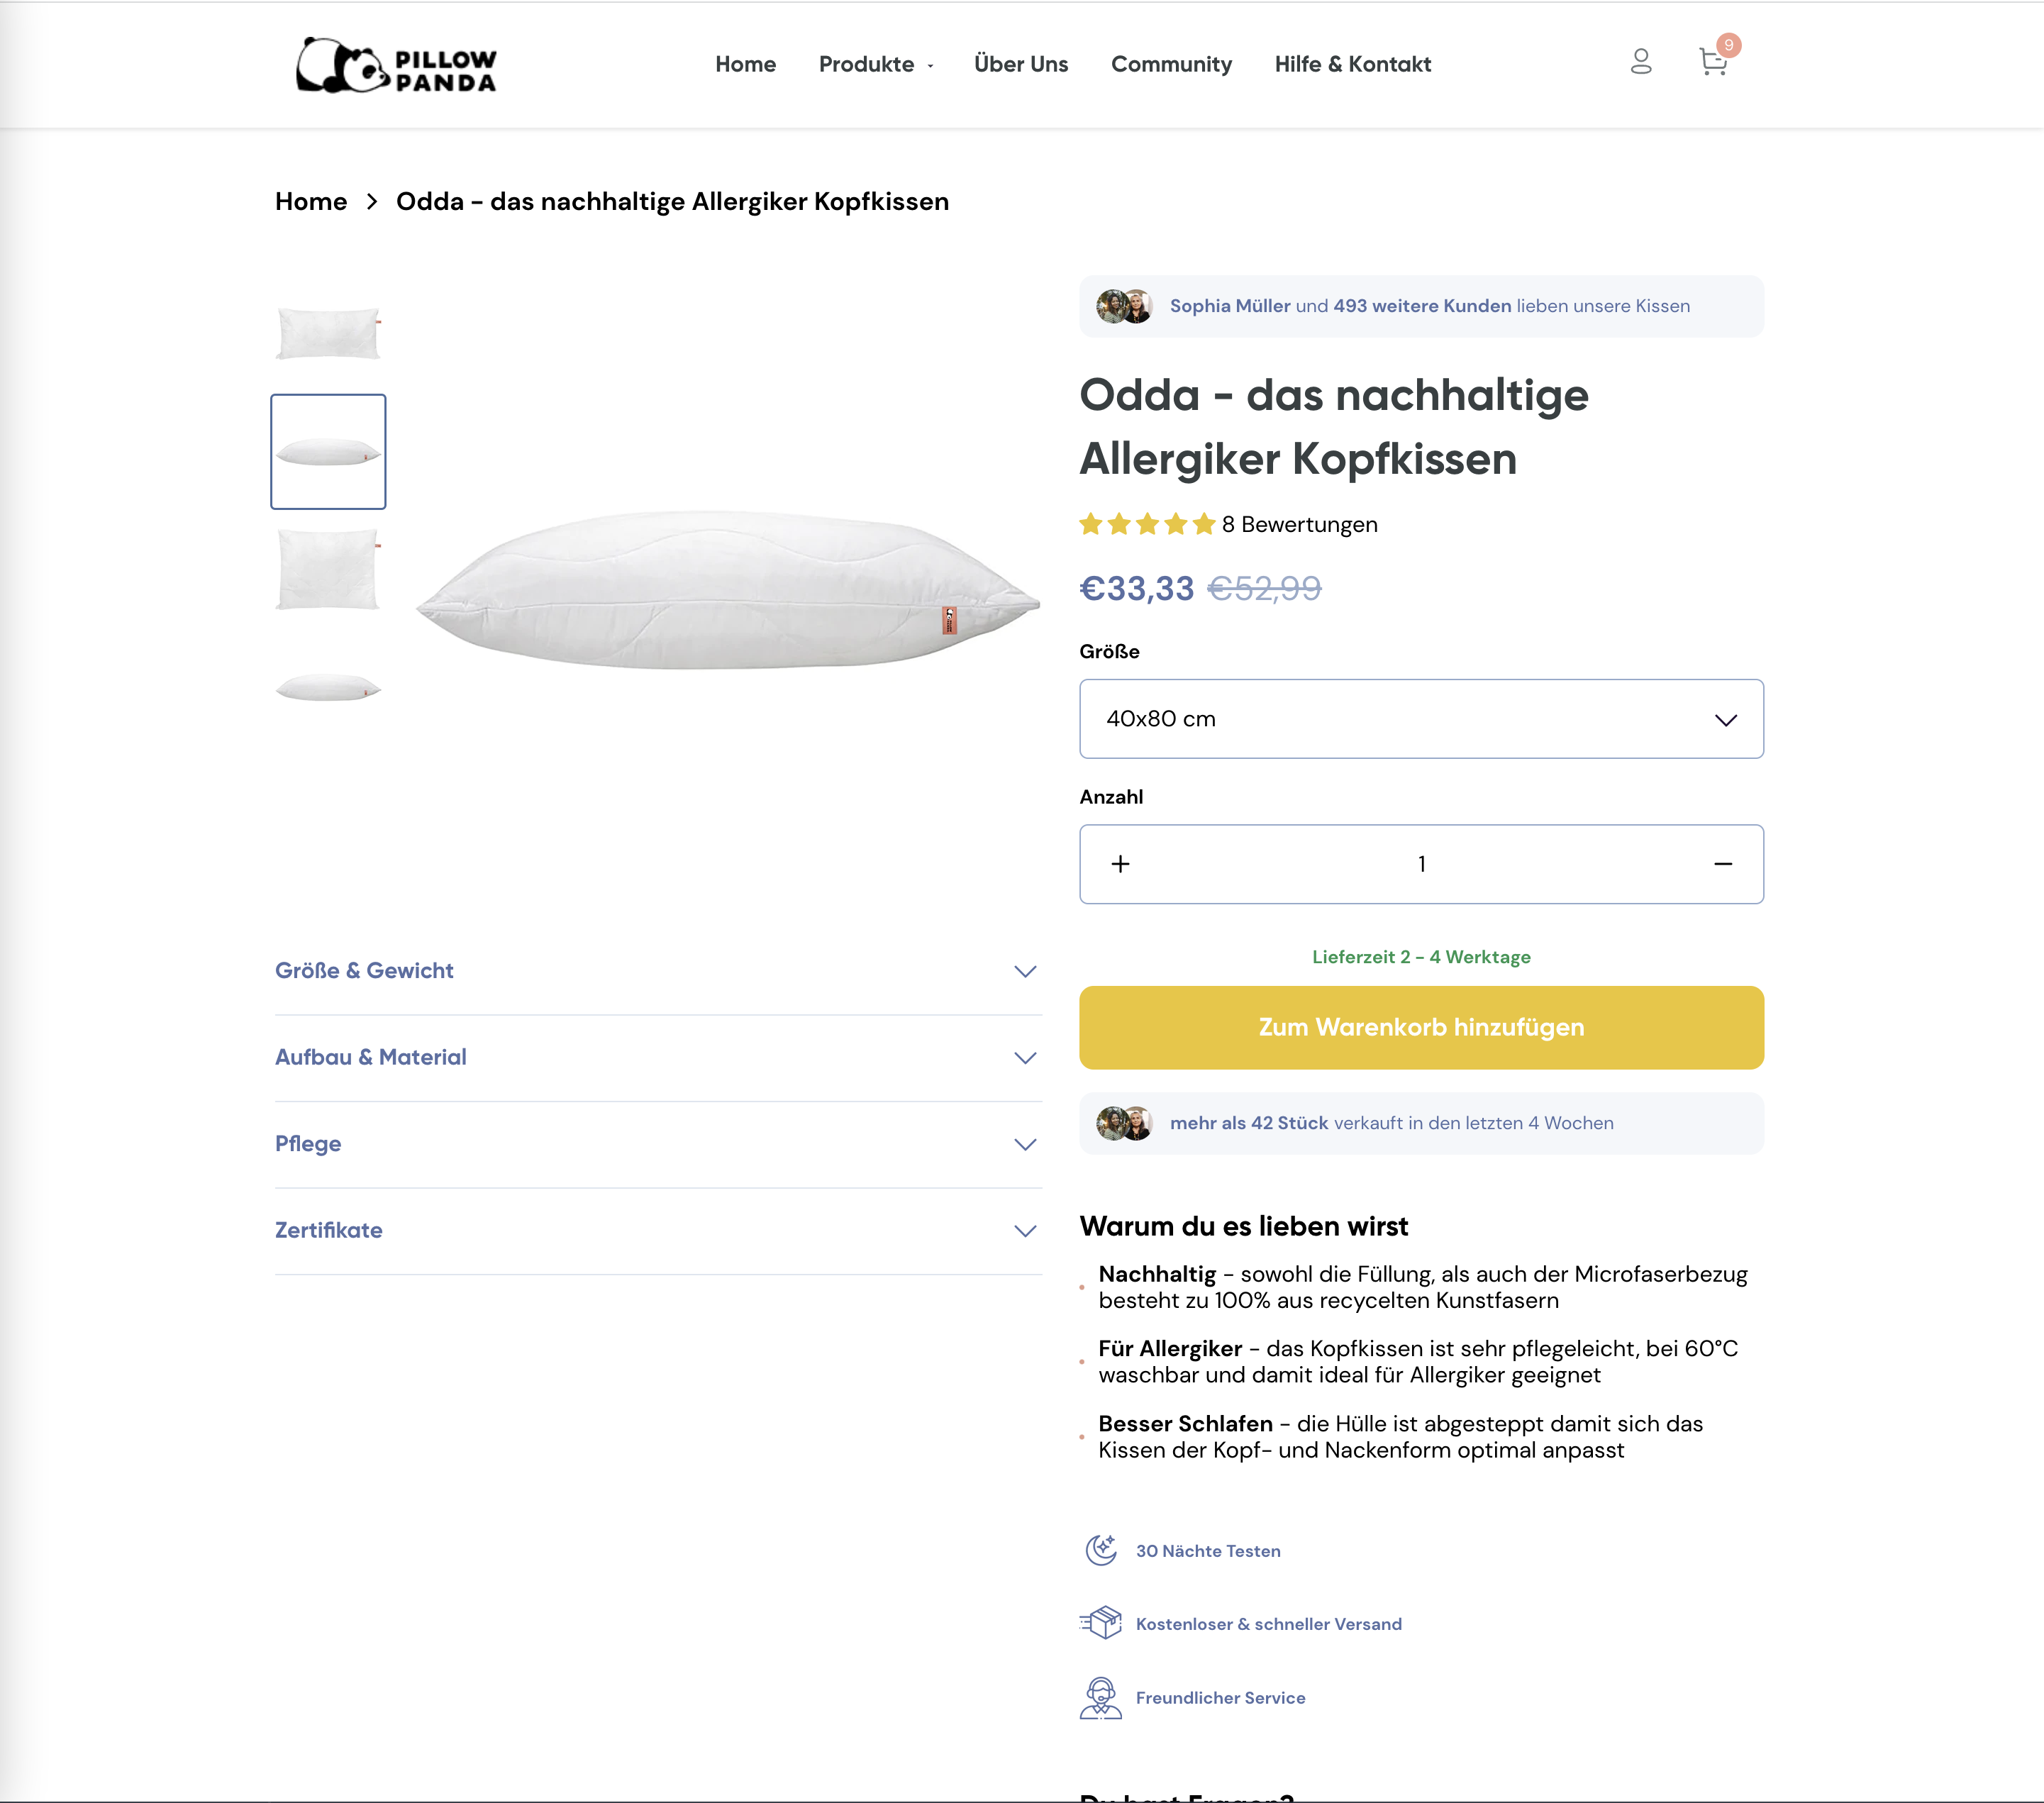 PILLOW
PANDA
Home
Produkte
Über Uns
Community
Hilfe & Kontakt
9
Home > Odda - das nachhaltige Allergiker Kopfkissen
Sophia Müller und 493 weitere Kunden lieben unsere Kissen
Odda - das nachhaltige
Allergiker Kopfkissen
8 Bewertungen
€33,33 €52,99
Größe
40x80 cm
Anzahl
+ 1 −
Lieferzeit 2 - 4 Werktage
Zum Warenkorb hinzufügen
mehr als 42 Stück verkauft in den letzten 4 Wochen
Größe & Gewicht
Aufbau & Material
Pflege
Zertifikate
Warum du es lieben wirst
Nachhaltig - sowohl die Füllung, als auch der Microfaserbezug
besteht zu 100% aus recycelten Kunstfasern
Für Allergiker - das Kopfkissen ist sehr pflegeleicht, bei 60°C
waschbar und damit ideal für Allergiker geeignet
Besser Schlafen - die Hülle ist abgesteppt damit sich das
Kissen der Kopf- und Nackenform optimal anpasst
30 Nächte Testen
Kostenloser & schneller Versand
Freundlicher Service
Du hast Fragen?